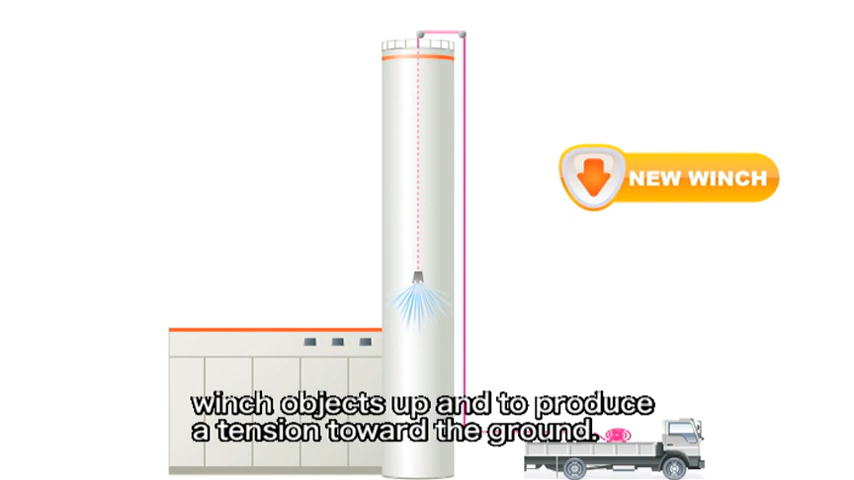 NEW WINCH
winch objects up and to produce
a tension toward the ground.